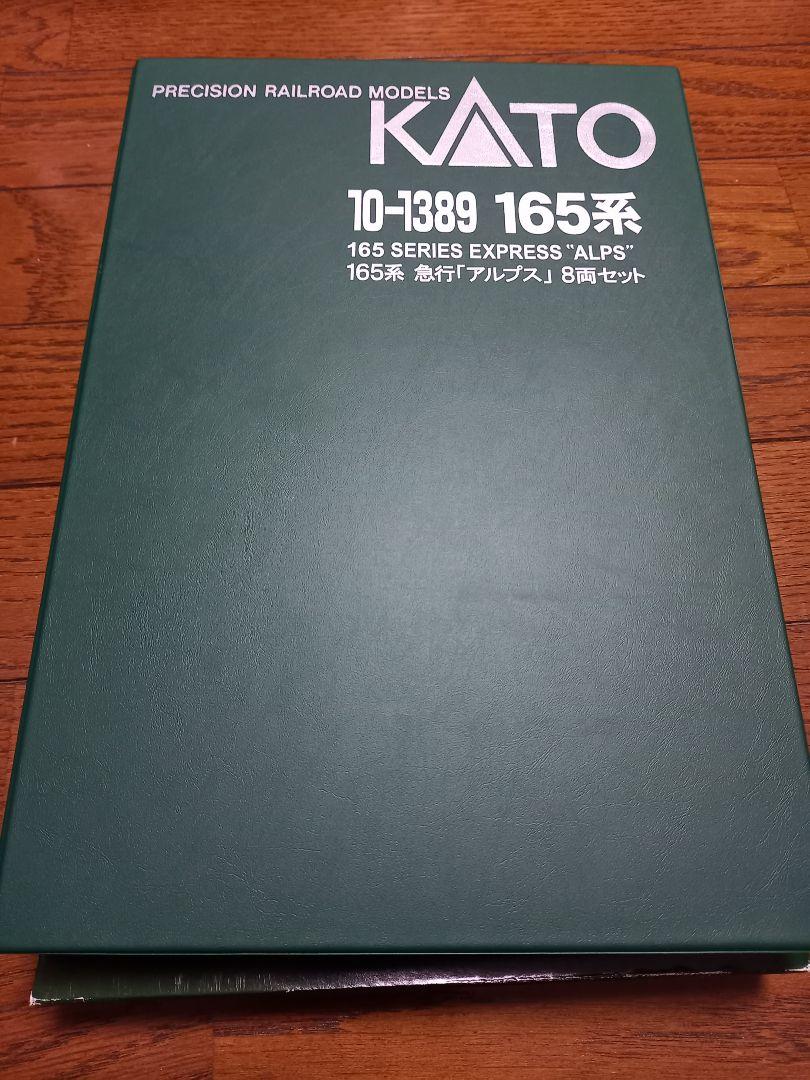 PRECISION RAILROAD MODELS
KATO
10-1389 165系
165 SERIES EXPRESS "ALPS"
165系 急行「アルプス」 8両セット